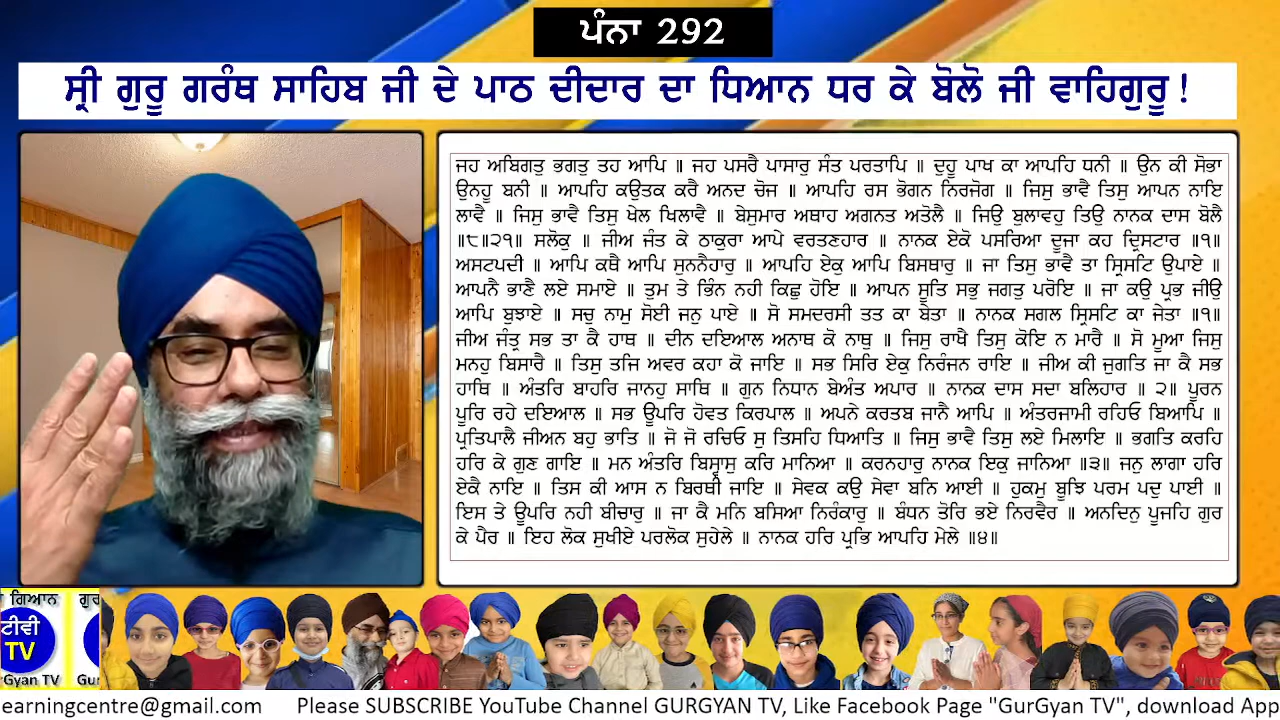 ਪੰਨਾ 292
ਸ੍ਰੀ ਗੁਰੂ ਗਰੰਥ ਸਾਹਿਬ ਜੀ ਦੇ ਪਾਠ ਦੀਦਾਰ ਦਾ ਧਿਆਨ ਧਰ ਕੇ ਬੋਲੋ ਜੀ ਵਾਹਿਗੁਰੂ!
ਜਹ ਅਬਿਗਤੁ ਭਗਤੁ ਤਹ ਆਪਿ ॥ ਜਹ ਪਸਰੈ ਪਾਸਾਰੁ ਸੰਤ ਪਰਤਾਪਿ ॥ ਦੁਹੂ ਪਾਖ ਕਾ ਆਪਹਿ ਧਨੀ ॥ ਉਨ ਕੀ ਸੋਭਾ
ਉਨਹੂ ਬਨੀ ॥ ਆਪਹਿ ਕਉਤਕ ਕਰੈ ਅਨਦ ਚੋਜ ॥ ਆਪਹਿ ਰਸ ਭੋਗਨ ਨਿਰਜੋਗ ॥ ਜਿਸੁ ਭਾਵੈ ਤਿਸੁ ਆਪਨ ਨਾਇ
ਲਾਵੈ ॥ ਜਿਸੁ ਭਾਵੈ ਤਿਸੁ ਖੇਲ ਖਿਲਾਵੈ ॥ ਬੇਸੁਮਾਰ ਅਥਾਹ ਅਗਨਤ ਅਤੋਲੈ ॥ ਜਿਉ ਬੁਲਾਵਹੁ ਤਿਉ ਨਾਨਕ ਦਾਸ ਬੋਲੈ
॥੮॥੨੧॥ ਸਲੋਕੁ ॥ ਜੀਅ ਜੰਤ ਕੇ ਠਾਕੁਰਾ ਆਪੇ ਵਰਤਣਹਾਰ ॥ ਨਾਨਕ ਏਕੋ ਪਸਰਿਆ ਦੂਜਾ ਕਹ ਦ੍ਰਿਸਟਾਰ ॥੧॥
ਅਸਟਪਦੀ ॥ ਆਪਿ ਕਥੈ ਆਪਿ ਸੁਨਨੈਹਾਰੁ ॥ ਆਪਹਿ ਏਕੁ ਆਪਿ ਬਿਸਥਾਰੁ ॥ ਜਾ ਤਿਸੁ ਭਾਵੈ ਤਾ ਸ੍ਰਿਸਟਿ ਉਪਾਏ ॥
ਆਪਨੈ ਭਾਣੈ ਲਏ ਸਮਾਏ ॥ ਤੁਮ ਤੇ ਭਿੰਨ ਨਹੀ ਕਿਛੁ ਹੋਇ ॥ ਆਪਨ ਸੂਤਿ ਸਭੁ ਜਗਤੁ ਪਰੋਇ ॥ ਜਾ ਕਉ ਪ੍ਰਭ ਜੀਉ
ਆਪਿ ਬੁਝਾਏ ॥ ਸਚੁ ਨਾਮੁ ਸੋਈ ਜਨੁ ਪਾਏ ॥ ਸੋ ਸਮਦਰਸੀ ਤਤ ਕਾ ਬੇਤਾ ॥ ਨਾਨਕ ਸਗਲ ਸ੍ਰਿਸਟਿ ਕਾ ਜੇਤਾ ॥੧॥
ਜੀਅ ਜੰਤ੍ਰ ਸਭ ਤਾ ਕੈ ਹਾਥ ॥ ਦੀਨ ਦਇਆਲ ਅਨਾਥ ਕੋ ਨਾਥੁ ॥ ਜਿਸੁ ਰਾਖੈ ਤਿਸੁ ਕੋਇ ਨ ਮਾਰੈ ॥ ਸੋ ਮੂਆ ਜਿਸੁ
ਮਨਹੁ ਬਿਸਾਰੈ ॥ ਤਿਸੁ ਤਜਿ ਅਵਰ ਕਹਾ ਕੋ ਜਾਇ ॥ ਸਭ ਸਿਰਿ ਏਕੁ ਨਿਰੰਜਨ ਰਾਇ ॥ ਜੀਅ ਕੀ ਜੁਗਤਿ ਜਾ ਕੈ ਸਭ
ਹਾਥਿ ॥ ਅੰਤਰਿ ਬਾਹਰਿ ਜਾਨਹੁ ਸਾਥਿ ॥ ਗੁਨ ਨਿਧਾਨ ਬੇਅੰਤ ਅਪਾਰ ॥ ਨਾਨਕ ਦਾਸ ਸਦਾ ਬਲਿਹਾਰ ॥ ੨॥ ਪੂਰਨ
ਪੂਰਿ ਰਹੇ ਦਇਆਲ ॥ ਸਭ ਊਪਰਿ ਹੋਵਤ ਕਿਰਪਾਲ ॥ ਅਪਨੇ ਕਰਤਬ ਜਾਨੈ ਆਪਿ ॥ ਅੰਤਰਜਾਮੀ ਰਹਿਓ ਬਿਆਪਿ ॥
ਪ੍ਰਤਿਪਾਲੈ ਜੀਅਨ ਬਹੁ ਭਾਤਿ ॥ ਜੋ ਜੋ ਰਚਿਓ ਸੁ ਤਿਸਹਿ ਧਿਆਤਿ ॥ ਜਿਸੁ ਭਾਵੈ ਤਿਸੁ ਲਏ ਮਿਲਾਇ ॥ ਭਗਤਿ ਕਰਹਿ
ਹਰਿ ਕੇ ਗੁਣ ਗਾਇ ॥ ਮਨ ਅੰਤਰਿ ਬਿਸ੍ਵਾਸੁ ਕਰਿ ਮਾਨਿਆ ॥ ਕਰਨਹਾਰੁ ਨਾਨਕ ਇਕੁ ਜਾਨਿਆ ॥੩॥ ਜਨੁ ਲਾਗਾ ਹਰਿ
ਏਕੈ ਨਾਇ ॥ ਤਿਸ ਕੀ ਆਸ ਨ ਬਿਰਥੀ ਜਾਇ ॥ ਸੇਵਕ ਕਉ ਸੇਵਾ ਬਨਿ ਆਈ ॥ ਹੁਕਮੁ ਬੂਝਿ ਪਰਮ ਪਦੁ ਪਾਈ ॥
ਇਸ ਤੇ ਊਪਰਿ ਨਹੀ ਬੀਚਾਰੁ ॥ ਜਾ ਕੈ ਮਨਿ ਬਸਿਆ ਨਿਰੰਕਾਰੁ ॥ ਬੰਧਨ ਤੋਰਿ ਭਏ ਨਿਰਵੈਰ ॥ ਅਨਦਿਨੁ ਪੂਜਹਿ ਗੁਰ
ਕੇ ਪੈਰ ॥ ਇਹ ਲੋਕ ਸੁਖੀਏ ਪਰਲੋਕ ਸੁਹੇਲੇ ॥ ਨਾਨਕ ਹਰਿ ਪ੍ਰਭਿ ਆਪਹਿ ਮੇਲੇ ॥੪॥
ਗਿਆਨ ਗੁਰ
ਟੀਵੀ
TV
Gyan TV Gur
earningcentre@gmail.com Please SUBSCRIBE YouTube Channel GURGYAN TV, Like Facebook Page "GurGyan TV", download App